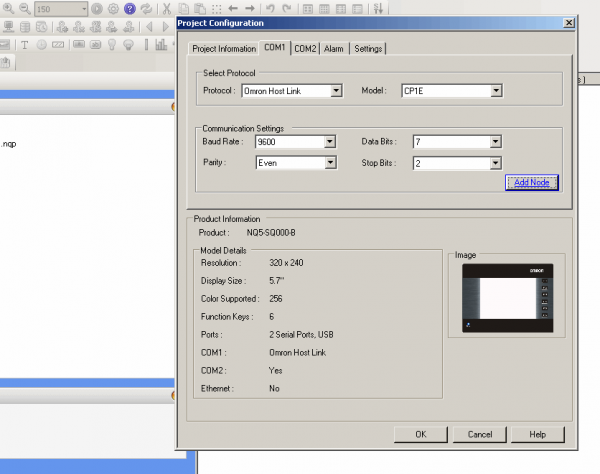 150
Project Configuration
Project Information COM1 COM2 Alarm Settings
Select Protocol
Protocol : Omron Host Link Model : CP1E
Communication Settings
Baud Rate : 9600 Data Bits : 7
Parity : Even Stop Bits : 2
Add Node
.nqp
Product Information
Product : NQ5-SQ000-B
Model Details
Resolution : 320 x 240
Display Size : 5.7"
Color Supported : 256
Function Keys : 6
Ports : 2 Serial Ports, USB
COM1 : Omron Host Link
COM2 : Yes
Ethernet : No
Image
OMRON
OK Cancel Help